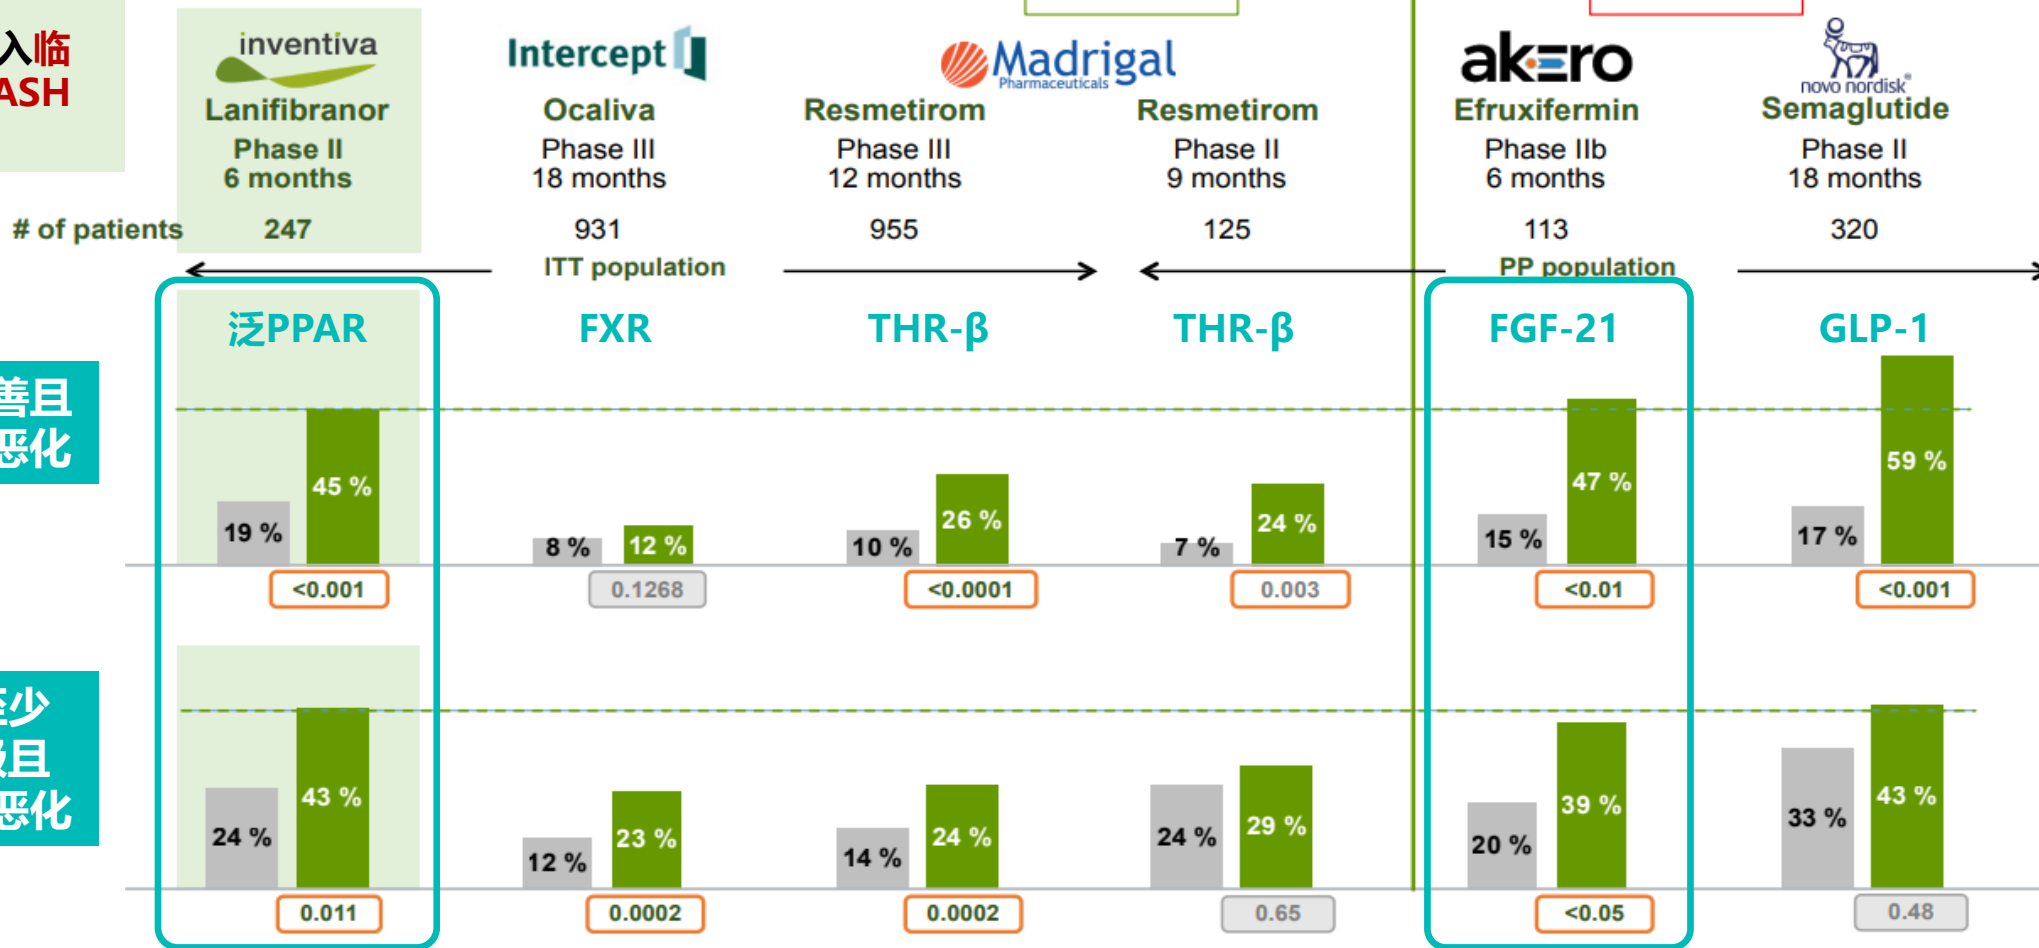 入临
ASH
inventiva
Intercept
Madrigal
Pharmaceuticals
akero
novo nordisk®
Lanifibranor
Ocaliva
Resmetirom
Resmetirom
Efruxifermin
Semaglutide
Phase II
Phase III
Phase III
Phase II
Phase IIb
Phase II
6 months
18 months
12 months
9 months
6 months
18 months
# of patients
247
931
955
125
113
320
ITT population
PP population
泛PPAR
FXR
THR-β
THR-β
FGF-21
GLP-1
善且
恶化
19 %
45 %
8 %
12 %
10 %
26 %
7 %
24 %
15 %
47 %
17 %
59 %
<0.001
0.1268
<0.0001
0.003
<0.01
<0.001
至少
级且
恶化
24 %
43 %
12 %
23 %
14 %
24 %
24 %
29 %
20 %
39 %
33 %
43 %
0.011
0.0002
0.0002
0.65
<0.05
0.48